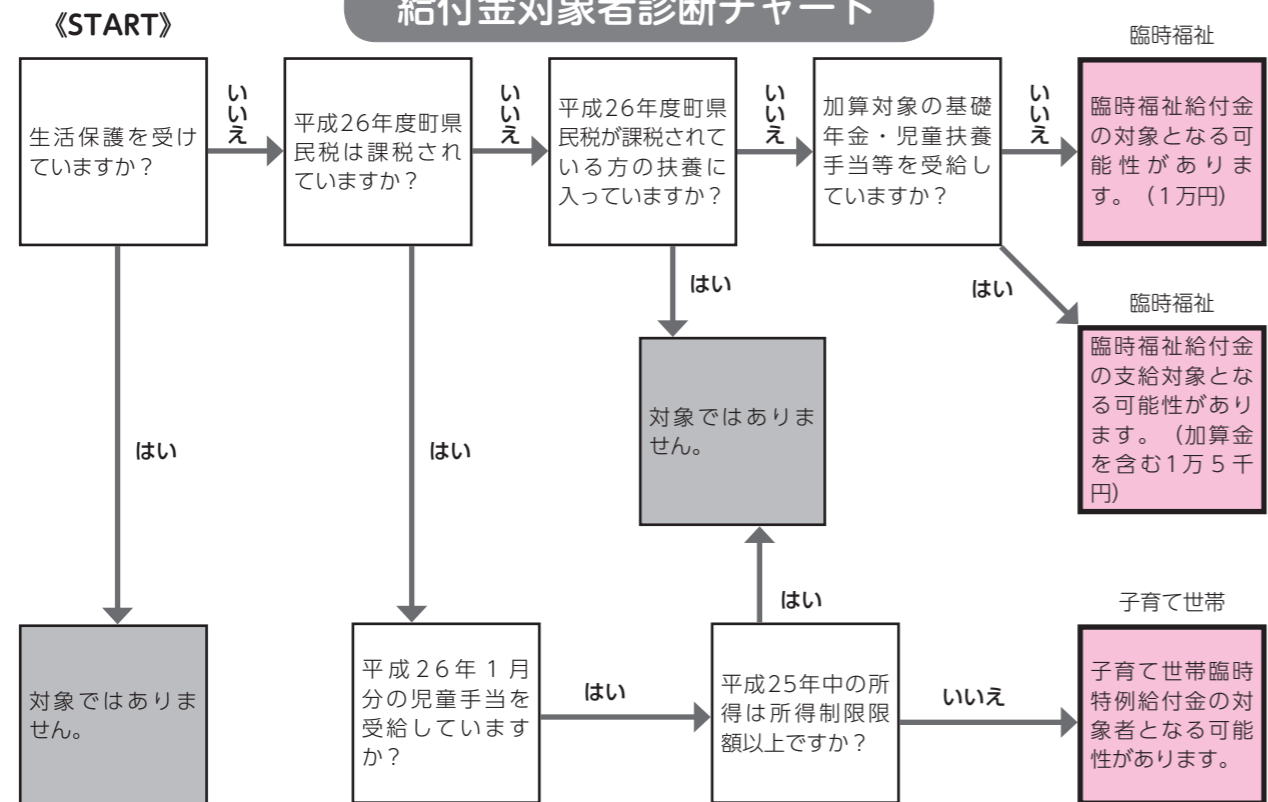 給付金対象者診断チャート
《START》
生活保護を受け
ていますか？
いいえ
平成26年度町県
民税は課税され
ていますか？
いいえ
平成26年度町県
民税が課税されて
いる方の扶養に
入っていますか？
いいえ
加算対象の基礎
年金・児童扶養
手当等を受給し
ていますか？
いいえ
臨時福祉
臨時福祉給付金
の対象となる可
能性がありま
す。（1万円）
はい
はい
臨時福祉
臨時福祉給付金
の支給対象とな
る可能性があり
ます。（加算金
を含む1万５千
円）
対象ではありま
せん。
はい
はい
はい
対象ではありま
せん。
平成26年１月
分の児童手当を
受給しています
か？
はい
平成25年中の所
得は所得制限限
額以上ですか？
いいえ
子育て世帯
子育て世帯臨時
特例給付金の対
象者となる可能
性があります。